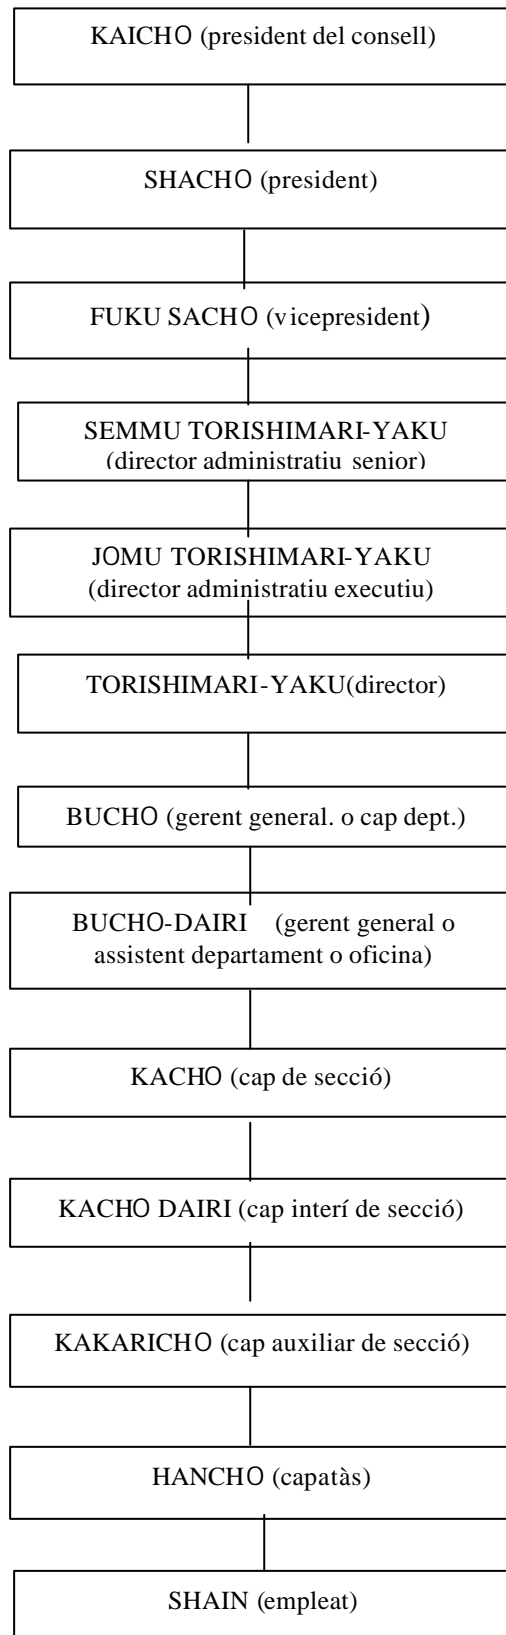 KAICHO (president del consell)
SHACHO (president)
FUKU SACHO (vicepresident)
SEMMU TORISHIMARI-YAKU
(director administratiu senior)
JOMU TORISHIMARI-YAKU
(director administratiu executiu)
TORISHIMARI-YAKU(director)
BUCHO (gerent general. o cap dept.)
BUCHO-DAIRI (gerent general o
assistent departament o oficina)
KACHO (cap de secció)
KACHO DAIRI (cap interí de secció)
KAKARICHO (cap auxiliar de secció)
HANCHO (capatàs)
SHAIN (empleat)